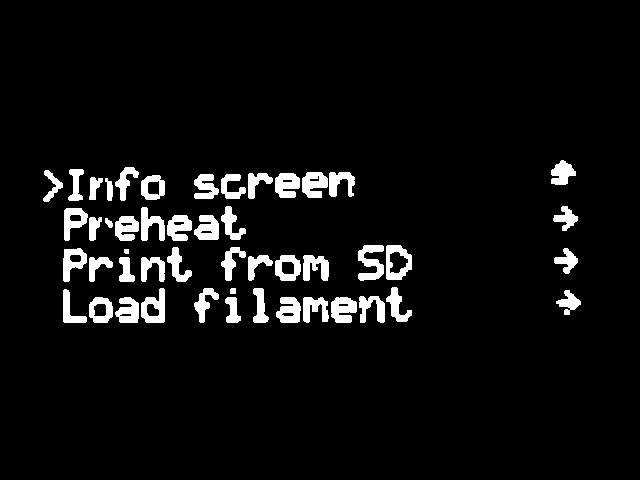 >Info screen ↑
Preheat →
Print from SD →
Load filament →